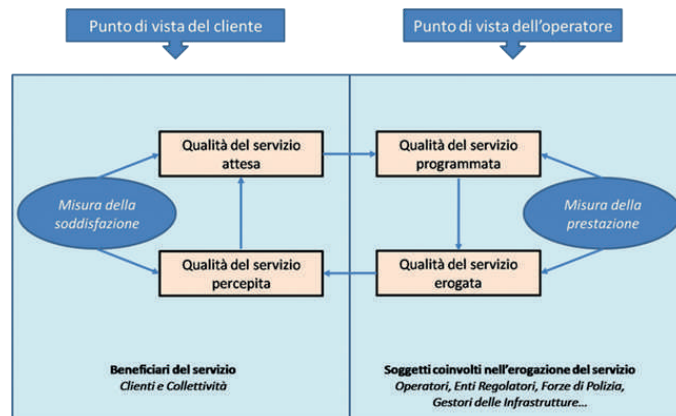 Punto di vista del cliente
Punto di vista dell'operatore
Qualità del servizio
attesa
Qualità del servizio
programmata
Misura della
soddisfazione
Misura della
prestazione
Qualità del servizio
percepita
Qualità del servizio
erogata
Beneficiari del servizio
Clienti e Collettività
Soggetti coinvolti nell'erogazione del servizio
Operatori, Enti Regolatori, Forze di Polizia,
Gestori delle Infrastrutture...